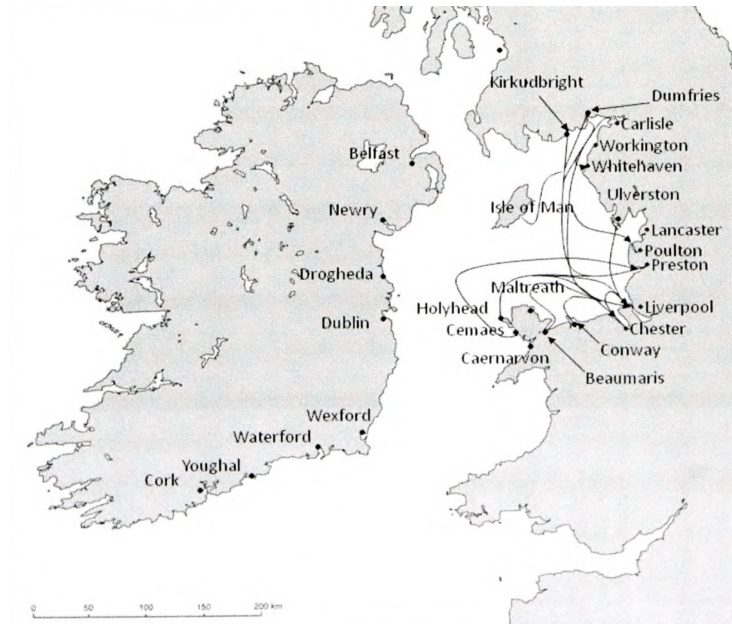 Kirkudbright
Dumfries
Carlisle
Workington
Belfast
Whitehaven
Ulverston
Newry
Isle of Man
Lancaster
Poulton
Preston
Drogheda
Maltreath
Holyhead
Liverpool
Dublin
Cemaes
Chester
Caernarvon
Conway
Beaumaris
Wexford
Waterford
Youghal
Cork
0 50 100 150 200 km